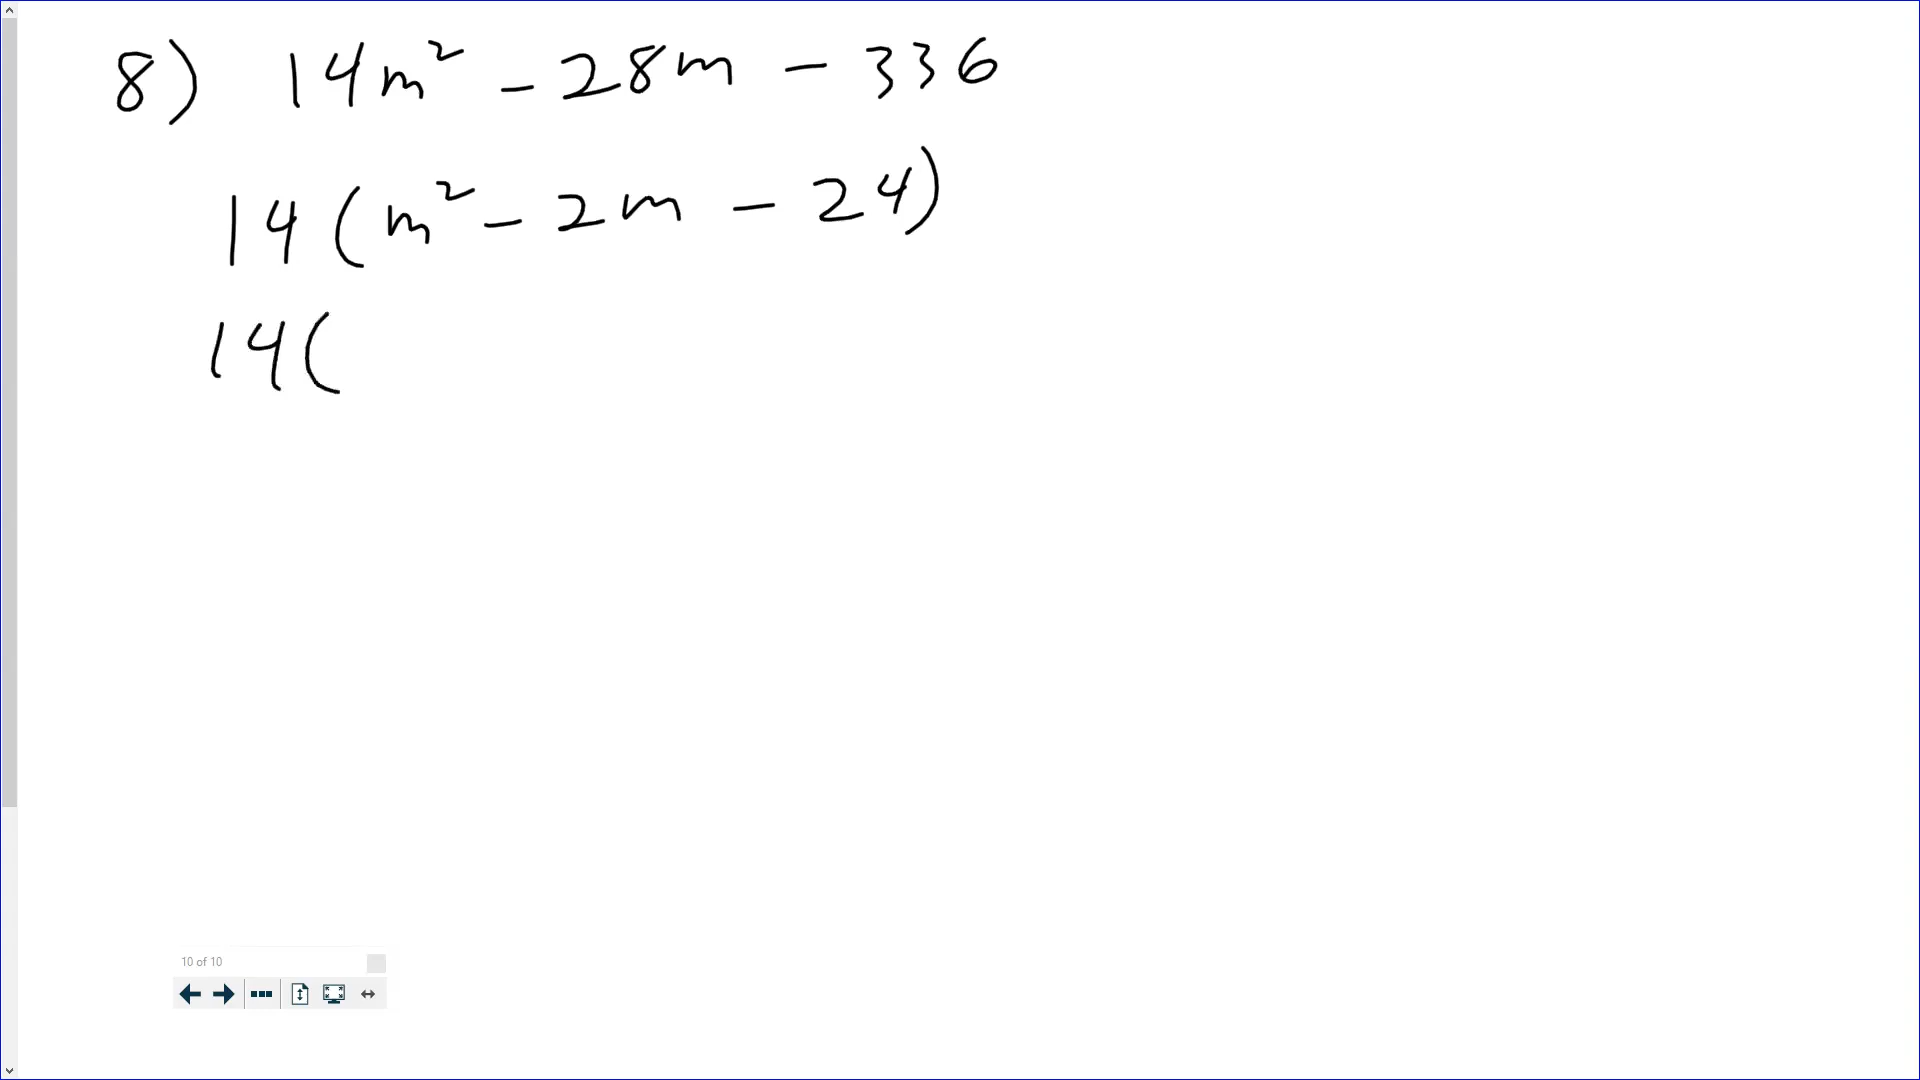 8) 14m² - 28m - 336
14(m² - 2m - 24)
14(
10 of 10